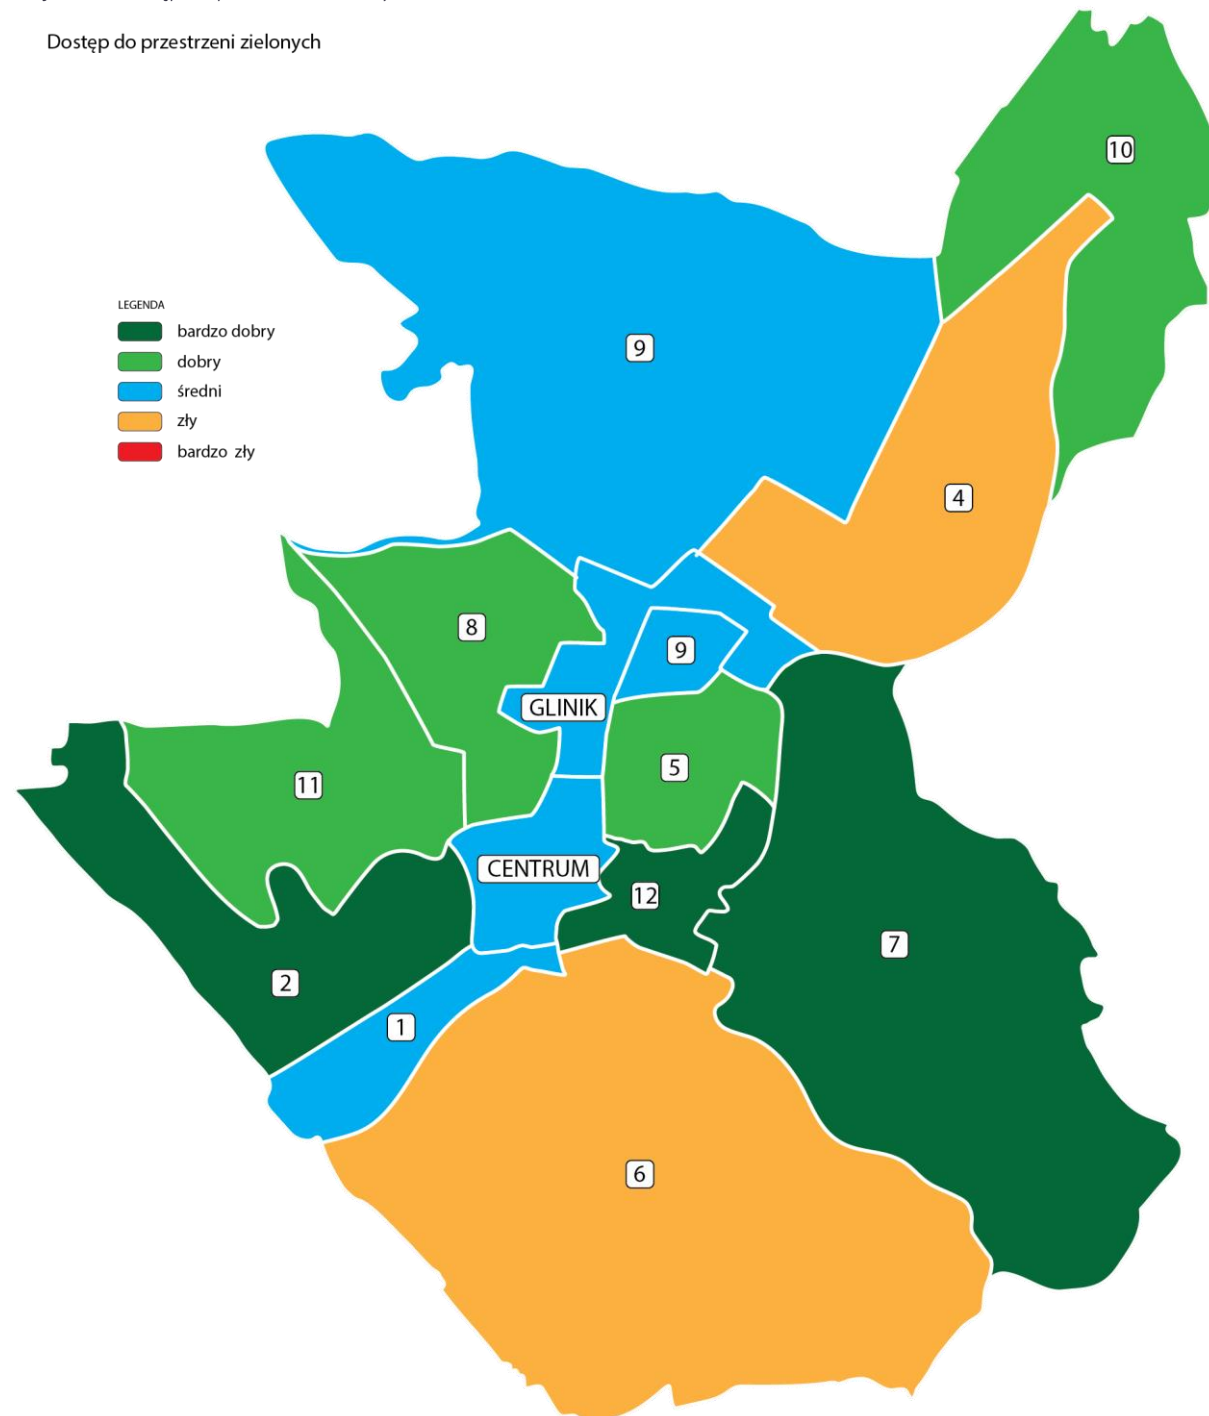 Dostęp do przestrzeni zielonych
10
LEGENDA
bardzo dobry
dobry
średni
zły
bardzo zły
9
4
8
9
GLINIK
5
11
CENTRUM
12
7
2
1
6